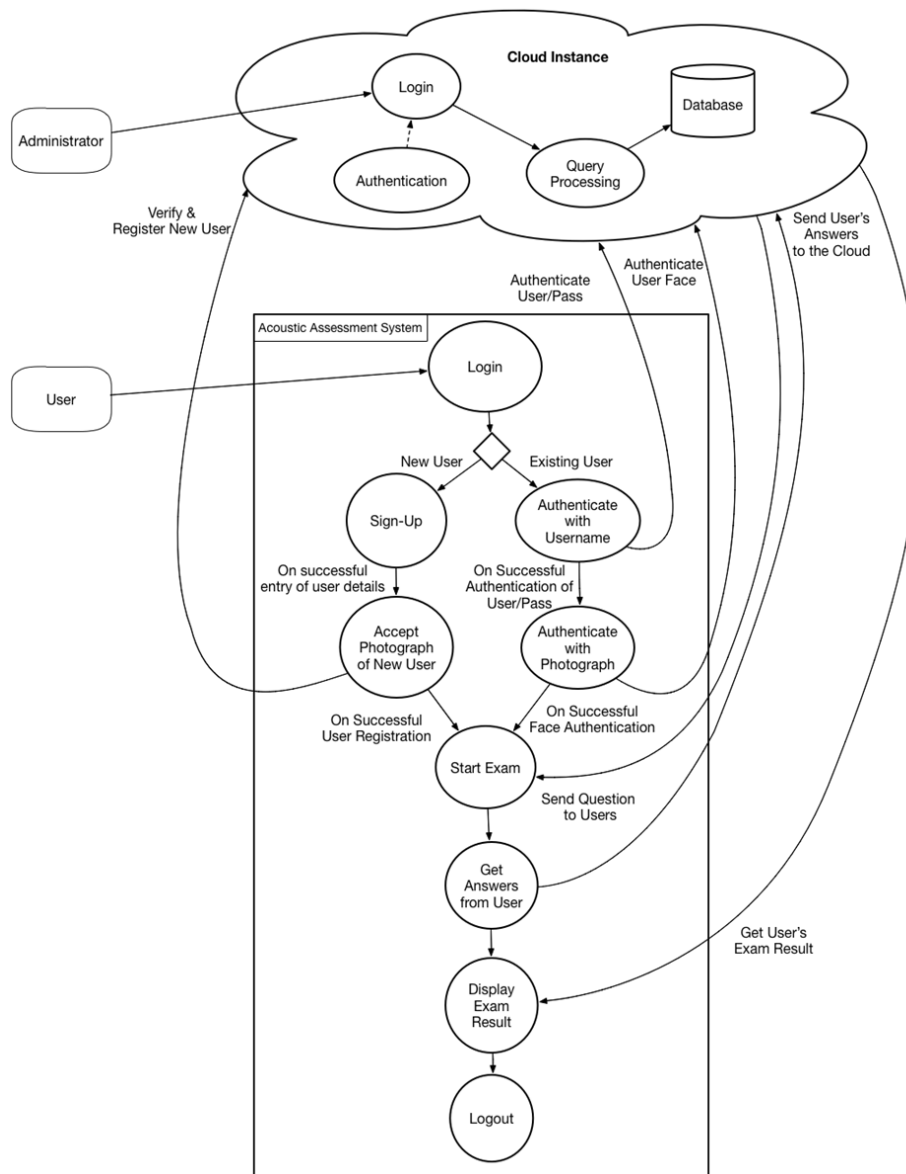 Cloud Instance
Login
Database
Administrator
Authentication
Query
Processing
Verify &
Register New User
Send User's
Answers
to the Cloud
Authenticate
User/Pass
Authenticate
User Face
Acoustic Assessment System
Login
User
New User
Existing User
Sign-Up
Authenticate
with
Username
On successful
entry of user details
On Successful
Authentication of
User/Pass
Accept
Photograph
of New User
Authenticate
with
Photograph
On Successful
User Registration
On Successful
Face Authentication
Start Exam
Send Question
to Users
Get
Answers
from User
Get User's
Exam Result
Display
Exam
Result
Logout